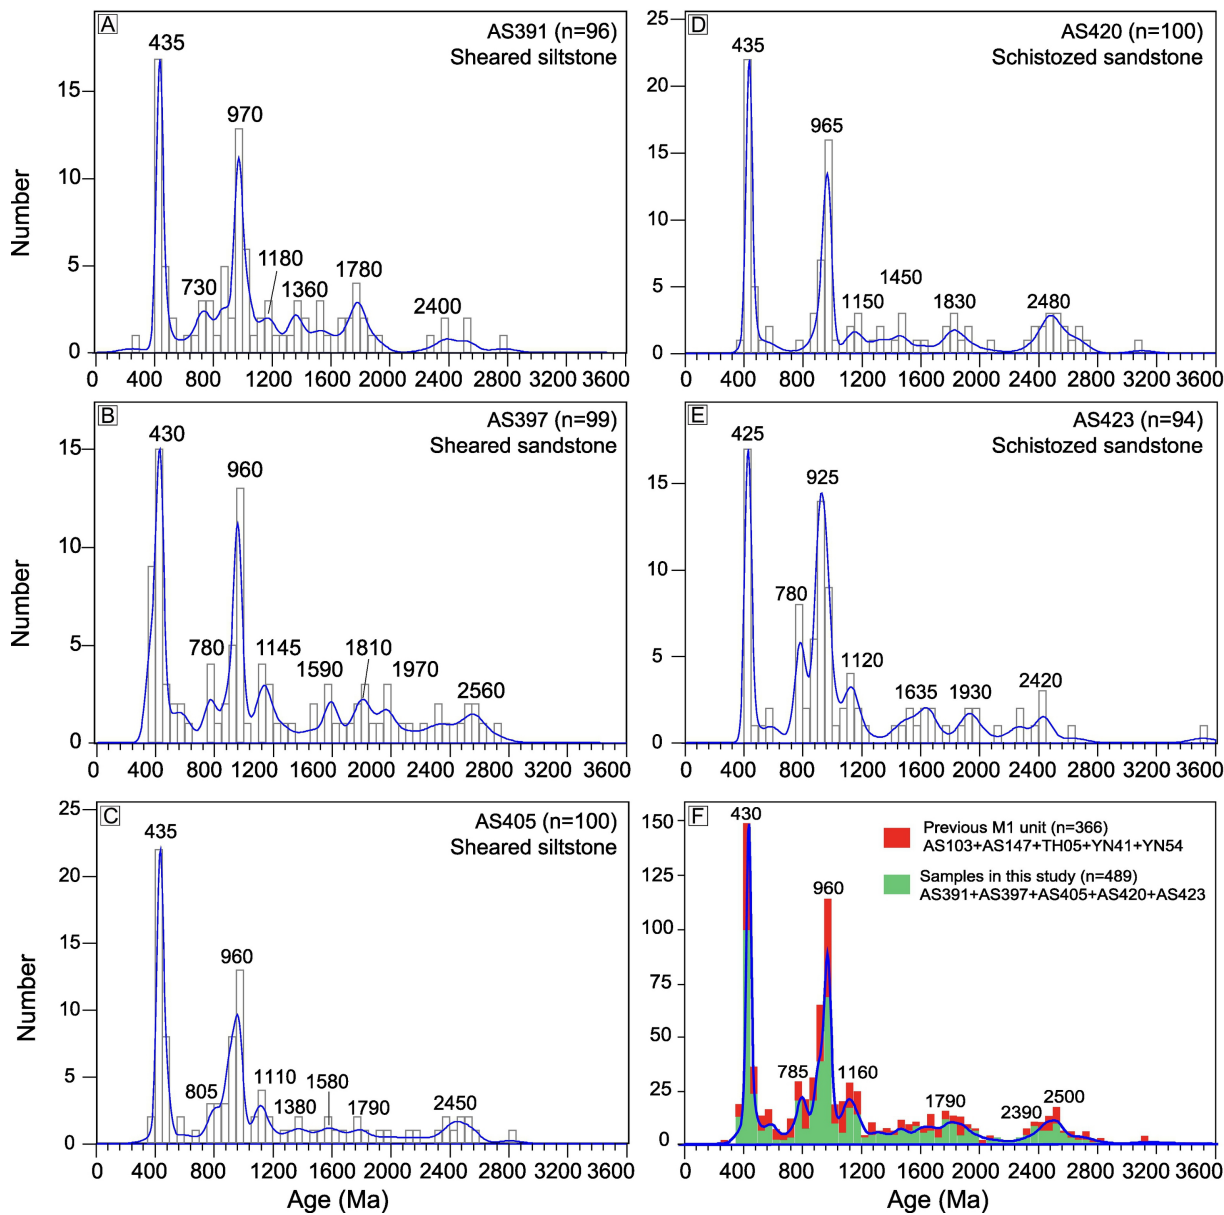 A
AS391 (n=96)
Sheared siltstone
435
970
730
1180
1360
1780
2400
15
10
5
0
Number
0 400 800 1200 1600 2000 2400 2800 3200 3600
D
AS420 (n=100)
Schistozed sandstone
435
965
1150
1450
1830
2480
25
20
15
10
5
0
0 400 800 1200 1600 2000 2400 2800 3200 3600
B
AS397 (n=99)
Sheared sandstone
430
960
780
1145
1590
1810
1970
2560
15
10
5
0
Number
0 400 800 1200 1600 2000 2400 2800 3200 3600
E
AS423 (n=94)
Schistozed sandstone
425
925
780
1120
1635
1930
2420
15
10
5
0
0 400 800 1200 1600 2000 2400 2800 3200 3600
C
AS405 (n=100)
Sheared siltstone
435
960
805
1110
1380
1580
1790
2450
25
20
15
10
5
0
Number
0 400 800 1200 1600 2000 2400 2800 3200 3600
Age (Ma)
F
430
Previous M1 unit (n=366)
AS103+AS147+TH05+YN41+YN54
Samples in this study (n=489)
AS391+AS397+AS405+AS420+AS423
960
785
1160
1790
2390
2500
150
125
100
75
50
25
0
0 400 800 1200 1600 2000 2400 2800 3200 3600
Age (Ma)